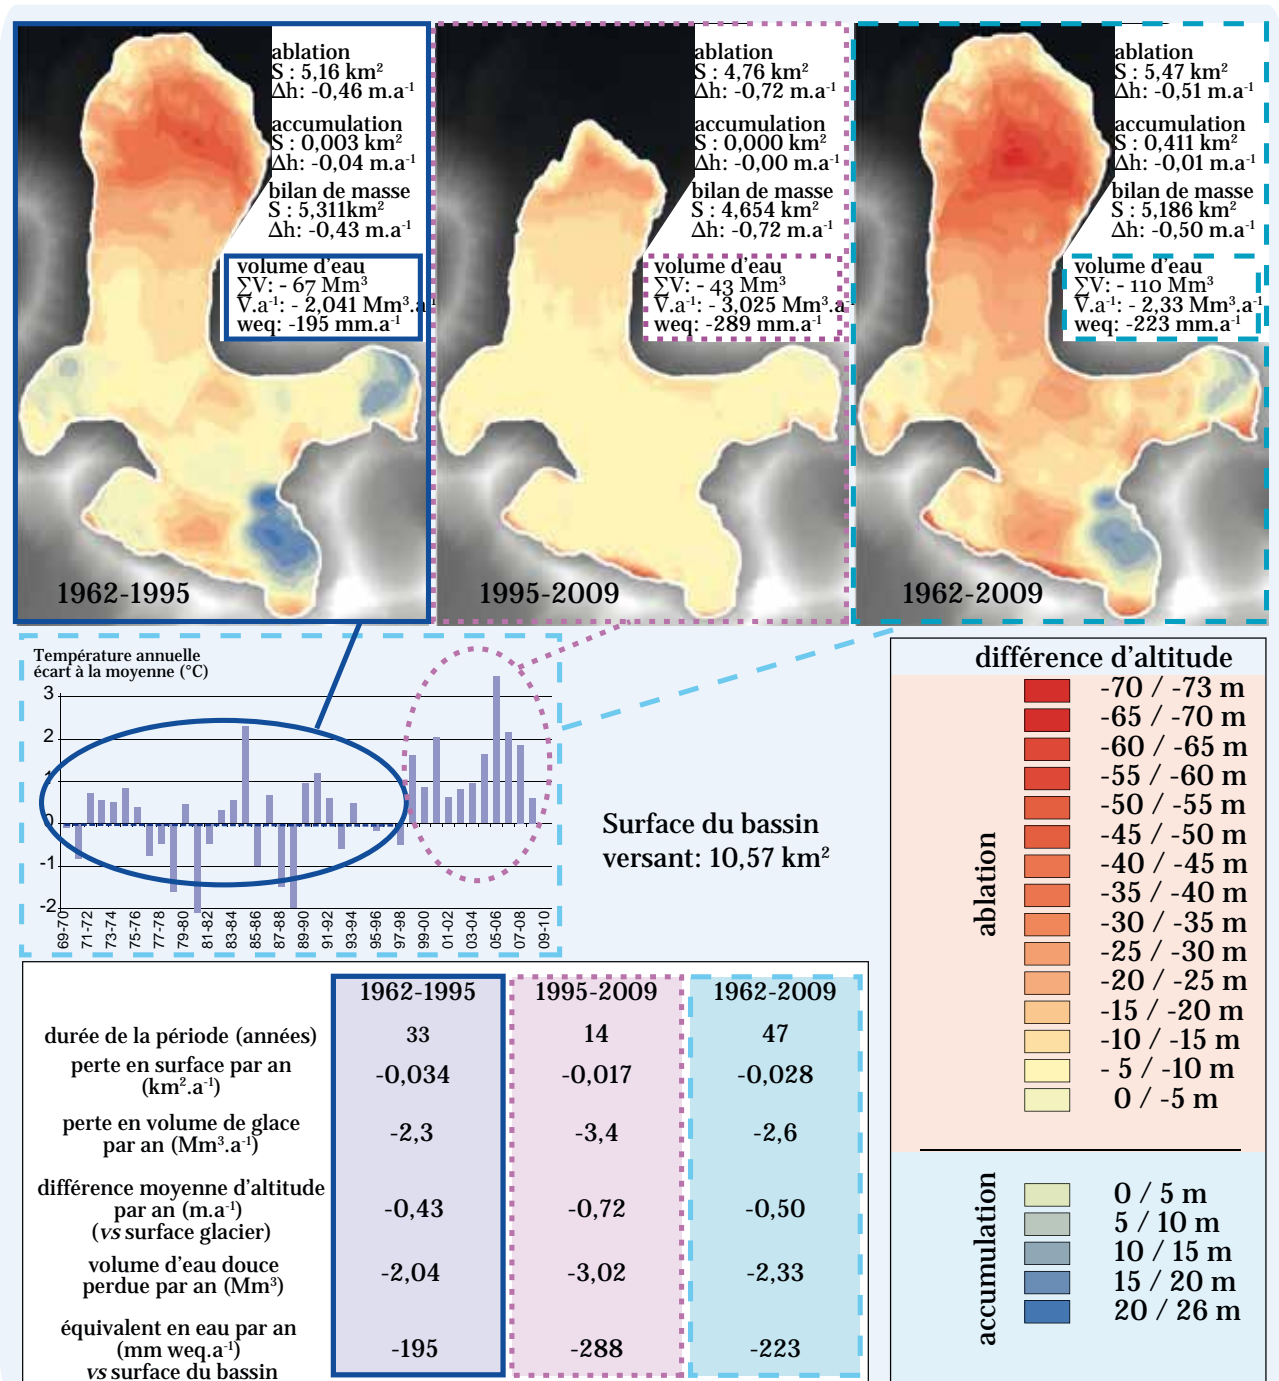 ablation
S : 5,16 km²
Δh: -0,46 m.a⁻¹
accumulation
S : 0,003 km²
Δh: -0,04 m.a⁻¹
bilan de masse
S : 5,311km²
Δh: -0,43 m.a⁻¹
volume d'eau
∑V: - 67 Mm³
V.a⁻¹: - 2,041 Mm³.a⁻¹
weq: -195 mm.a⁻¹
1962-1995
ablation
S : 4,76 km²
Δh: -0,72 m.a⁻¹
accumulation
S : 0,000 km²
Δh: -0,00 m.a⁻¹
bilan de masse
S : 4,654 km²
Δh: -0,72 m.a⁻¹
volume d'eau
∑V: - 43 Mm³
V.a⁻¹: - 3,025 Mm³.a⁻¹
weq: -289 mm.a⁻¹
1995-2009
ablation
S : 5,47 km²
Δh: -0,51 m.a⁻¹
accumulation
S : 0,411 km²
Δh: -0,01 m.a⁻¹
bilan de masse
S : 5,186 km²
Δh: -0,50 m.a⁻¹
volume d'eau
∑V: - 110 Mm³
V.a⁻¹: - 2,33 Mm³.a⁻¹
weq: -223 mm.a⁻¹
1962-2009
Température annuelle
écart à la moyenne (°C)
3
2
1
0
-1
-2
69-70
71-72
73-74
75-76
77-78
79-80
81-82
83-84
85-86
87-88
89-90
91-92
93-94
95-96
97-98
99-00
01-02
03-04
05-06
07-08
09-10
Surface du bassin
versant: 10,57 km²
différence d'altitude
ablation
-70 / -73 m
-65 / -70 m
-60 / -65 m
-55 / -60 m
-50 / -55 m
-45 / -50 m
-40 / -45 m
-35 / -40 m
-30 / -35 m
-25 / -30 m
-20 / -25 m
-15 / -20 m
-10 / -15 m
- 5 / -10 m
0 / -5 m
accumulation
0 / 5 m
5 / 10 m
10 / 15 m
15 / 20 m
20 / 26 m
1962-1995 1995-2009 1962-2009
durée de la période (années) 33 14 47
perte en surface par an
(km².a⁻¹) -0,034 -0,017 -0,028
perte en volume de glace
par an (Mm³.a⁻¹) -2,3 -3,4 -2,6
différence moyenne d'altitude
par an (m.a⁻¹) -0,43 -0,72 -0,50
(vs surface glacier)
volume d'eau douce
perdue par an (Mm³) -2,04 -3,02 -2,33
équivalent en eau par an
(mm weq.a⁻¹) -195 -288 -223
vs surface du bassin